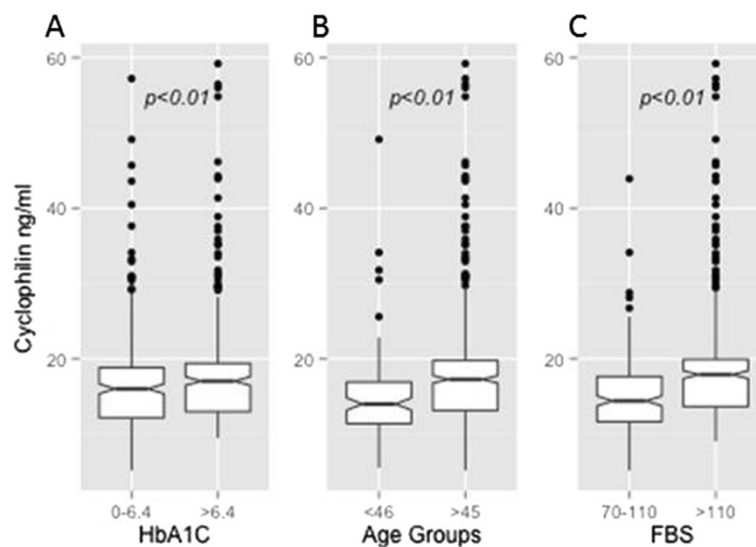 A
B
C
Cyclophilin ng/ml
60
40
20
p<0.01
0-6.4
>6.4
HbA1C
60
40
20
p<0.01
<46
>45
Age Groups
60
40
20
p<0.01
70-110
>110
FBS